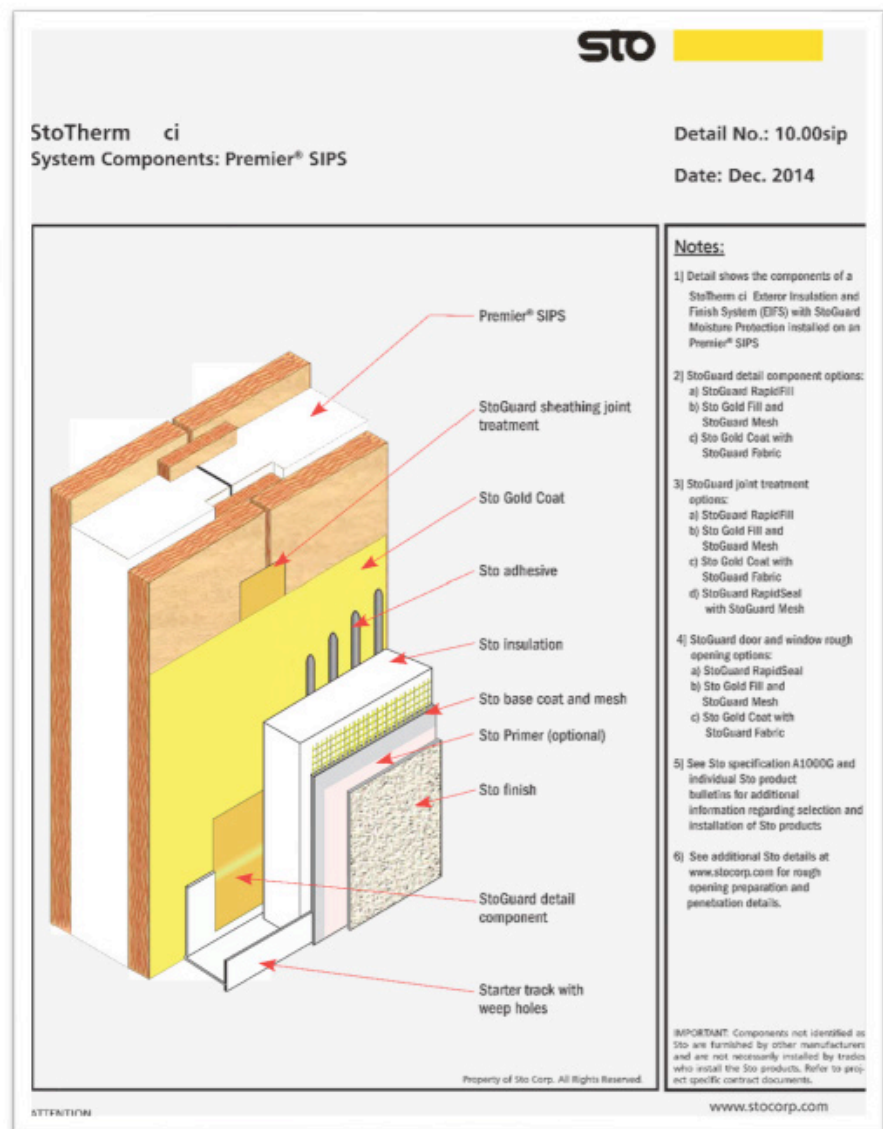 sto
StoTherm ci
System Components: Premier® SIPS
Detail No.: 10.00sip
Date: Dec. 2014
Premier® SIPS
StoGuard sheathing joint
treatment
Sto Gold Coat
Sto adhesive
Sto insulation
Sto base coat and mesh
Sto Primer (optional)
Sto finish
StoGuard detail
component
Starter track with
weep holes
Property of Sto Corp. All Rights Reserved.
Notes:
1] Detail shows the components of a
StoTherm ci Exteror Insulation and
Finish System (EIFS) with StoGuard
Moisture Protection installed on an
Premier® SIPS
2] StoGuard detail component options:
a) StoGuard RapidFill
b) Sto Gold Fill and
StoGuard Mesh
c) Sto Gold Coat with
StoGuard Fabric
3] StoGuard joint treatment
options:
a) StoGuard RapidFill
b) Sto Gold Fill and
StoGuard Mesh
c) Sto Gold Coat with
StoGuard Fabric
d) StoGuard RapidSeal
with StoGuard Mesh
4] StoGuard door and window rough
opening options:
a) StoGuard RapidSeal
b) Sto Gold Fill and
StoGuard Mesh
c) Sto Gold Coat with
StoGuard Fabric
5] See Sto specification A1000G and
individual Sto product
bulletins for additional
information regarding selection and
installation of Sto products
6) See additional Sto details at
www.stocorp.com for rough
opening preparation and
penetration details.
IMPORTANT: Components not identified as
Sto are furnished by other manufacturers
and are not necessarily installed by trades
who install the Sto products. Refer to proj-
ect specific contract documents.
www.stocorp.com
ATTENTION